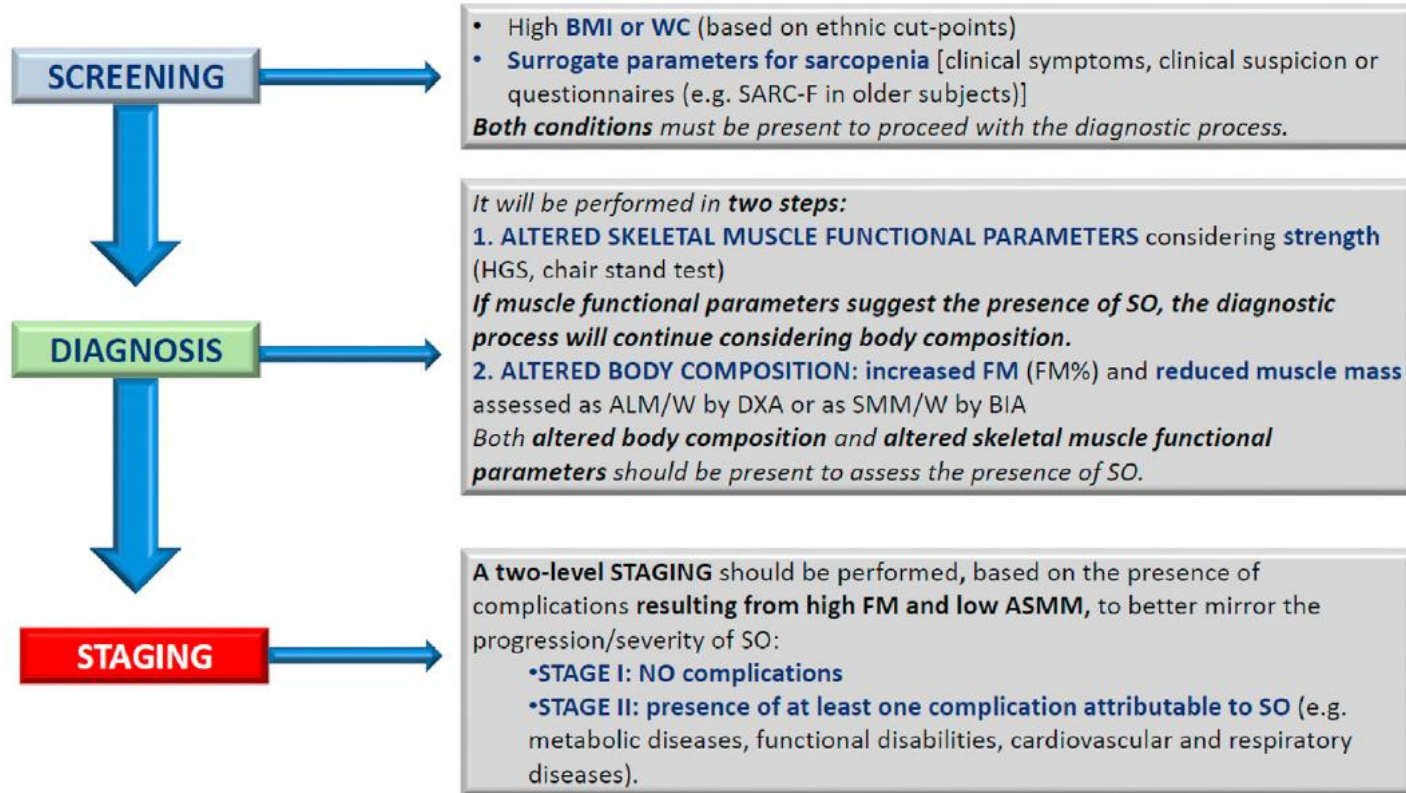 SCREENING
• High BMI or WC (based on ethnic cut-points)
• Surrogate parameters for sarcopenia [clinical symptoms, clinical suspicion or
questionnaires (e.g. SARC-F in older subjects)]
Both conditions must be present to proceed with the diagnostic process.
DIAGNOSIS
It will be performed in two steps:
1. ALTERED SKELETAL MUSCLE FUNCTIONAL PARAMETERS considering strength
(HGS, chair stand test)
If muscle functional parameters suggest the presence of SO, the diagnostic
process will continue considering body composition.
2. ALTERED BODY COMPOSITION: increased FM (FM%) and reduced muscle mass
assessed as ALM/W by DXA or as SMM/W by BIA
Both altered body composition and altered skeletal muscle functional
parameters should be present to assess the presence of SO.
STAGING
A two-level STAGING should be performed, based on the presence of
complications resulting from high FM and low ASMM, to better mirror the
progression/severity of SO:
•STAGE I: NO complications
•STAGE II: presence of at least one complication attributable to SO (e.g.
metabolic diseases, functional disabilities, cardiovascular and respiratory
diseases).